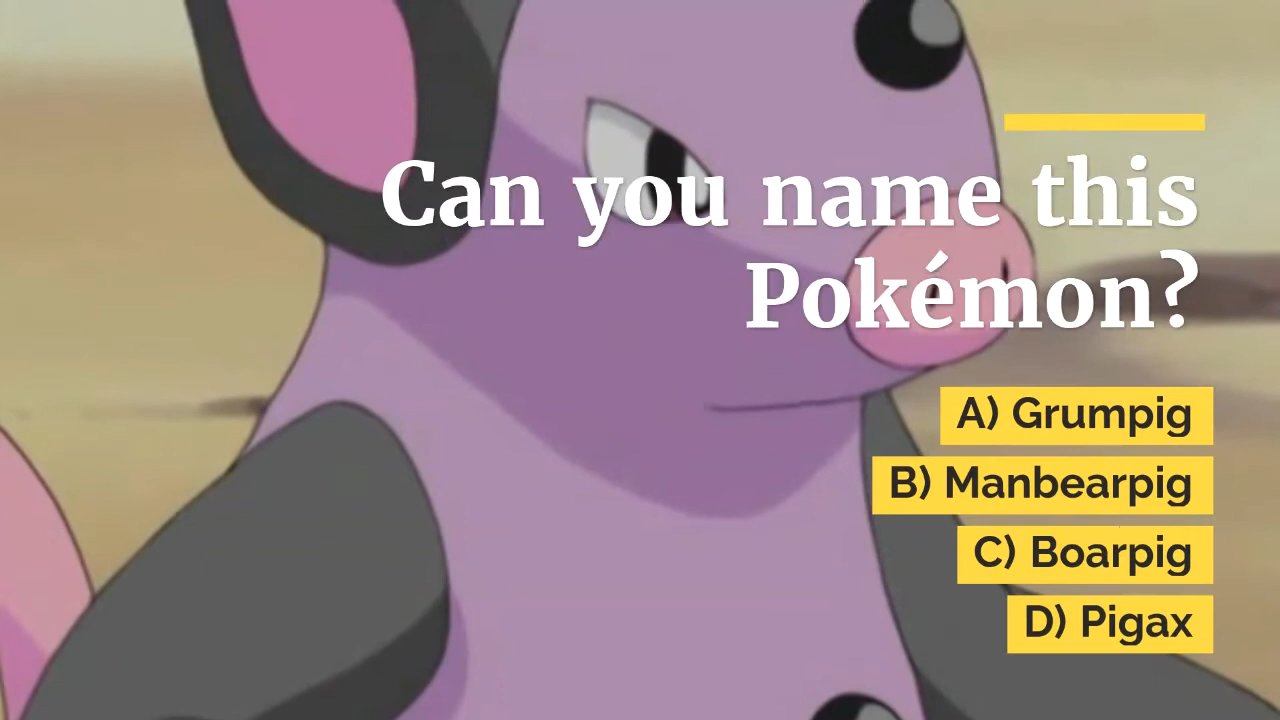 Can you name this
Pokémon?
A) Grumpig
B) Manbearpig
C) Boarpig
D) Pigax